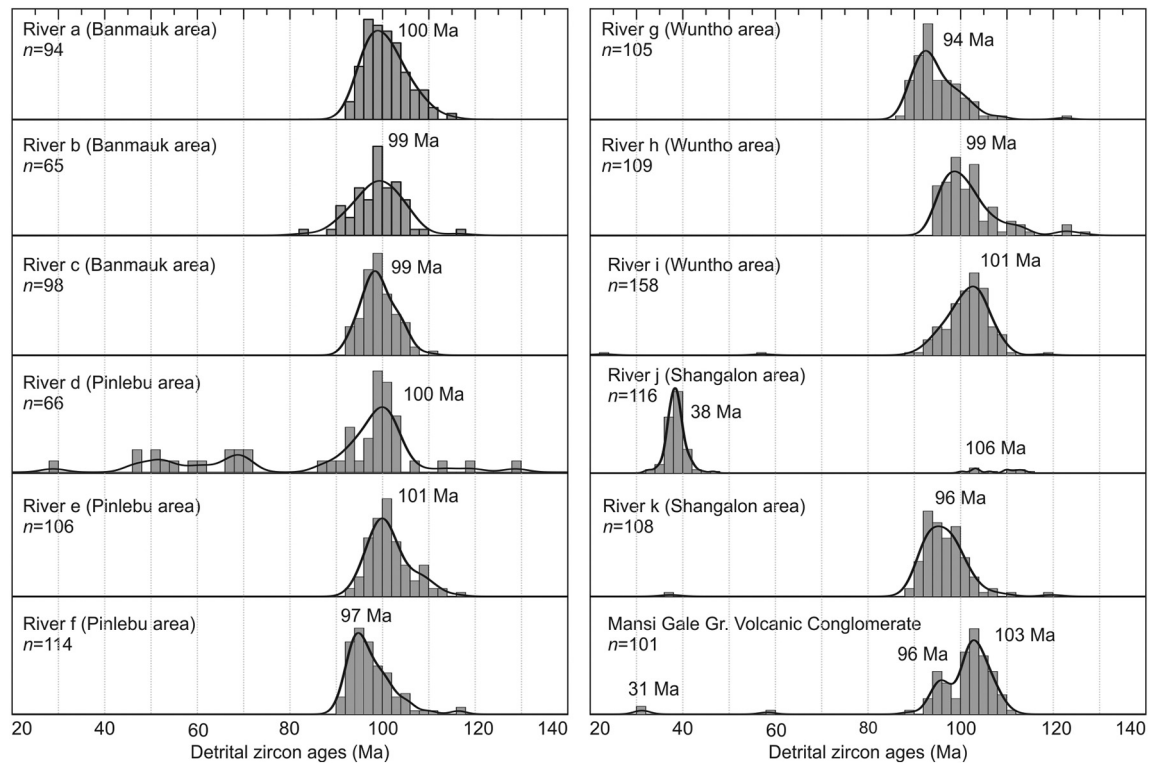 River a (Banmauk area)
n=94
100 Ma
River b (Banmauk area)
n=65
99 Ma
River c (Banmauk area)
n=98
99 Ma
River d (Pinlebu area)
n=66
100 Ma
River e (Pinlebu area)
n=106
101 Ma
River f (Pinlebu area)
n=114
97 Ma
20 40 60 80 100 120
Detrital zircon ages (Ma)
River g (Wuntho area)
n=105
94 Ma
River h (Wuntho area)
n=109
99 Ma
River i (Wuntho area)
n=158
101 Ma
River j (Shangalon area)
n=116
38 Ma
106 Ma
River k (Shangalon area)
n=108
96 Ma
Mansi Gale Gr. Volcanic Conglomerate
n=101
31 Ma
96 Ma
103 Ma
20 40 60 80 100 120 140
Detrital zircon ages (Ma)